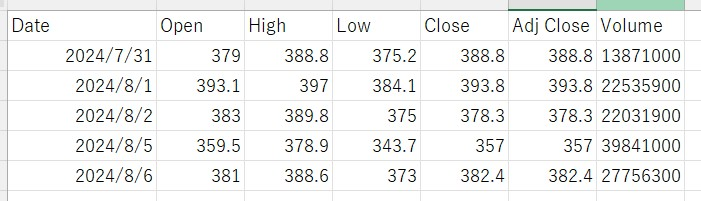 Date Open High Low Close Adj Close Volume
2024/7/31 379 388.8 375.2 388.8 388.8 13871000
2024/8/1 393.1 397 384.1 393.8 393.8 22535900
2024/8/2 383 389.8 375 378.3 378.3 22031900
2024/8/5 359.5 378.9 343.7 357 357 39841000
2024/8/6 381 388.6 373 382.4 382.4 27756300